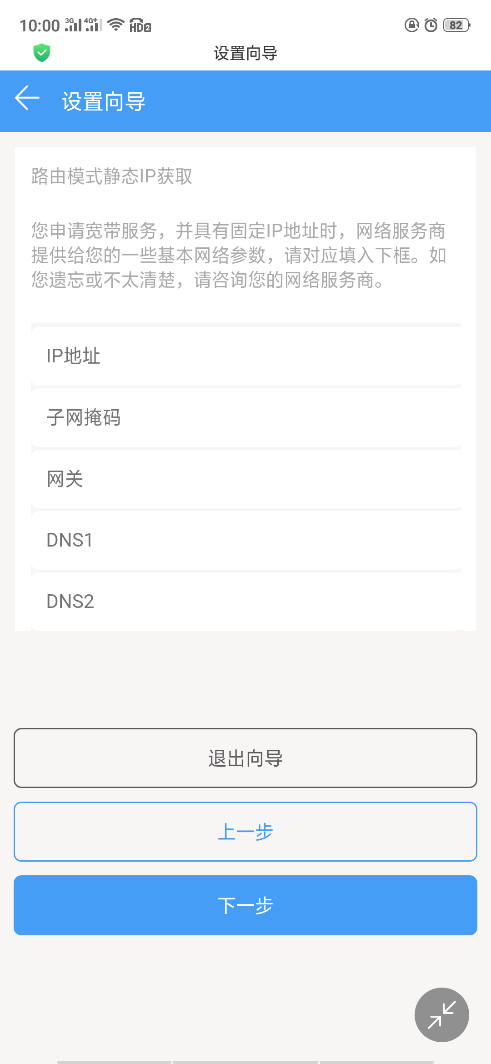 10:00 3G 4G+ HD2 82
设置向导
设置向导
路由模式静态IP获取
您申请宽带服务，并具有固定IP地址时，网络服务商
提供给您的一些基本网络参数，请对应填入下框。如
您遗忘或不太清楚，请咨询您的网络服务商。
IP地址
子网掩码
网关
DNS1
DNS2
退出向导
上一步
下一步